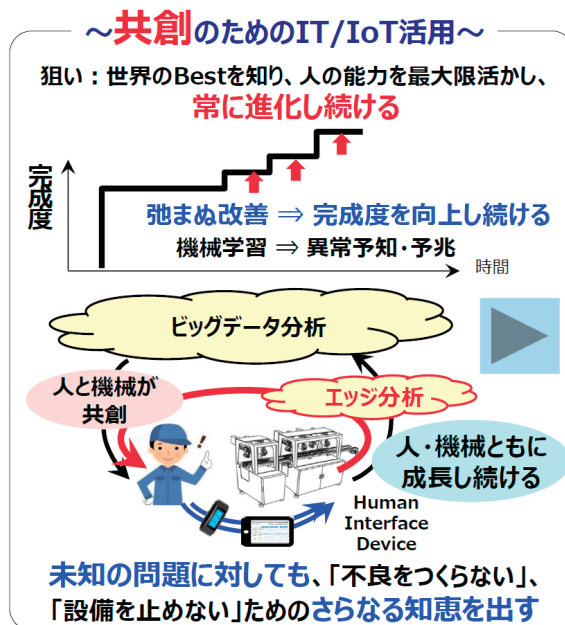 ～共創のためのIT/IoT活用～
狙い：世界のBestを知り、人の能力を最大限活かし、
常に進化し続ける
完成度
弛まぬ改善 ⇒ 完成度を向上し続ける
機械学習 ⇒ 異常予知・予兆
時間
ビッグデータ分析
人と機械が
共創
エッジ分析
人・機械ともに
成長し続ける
Human
Interface
Device
未知の問題に対しても、「不良をつくらない」、
「設備を止めない」ためのさらなる知恵を出す